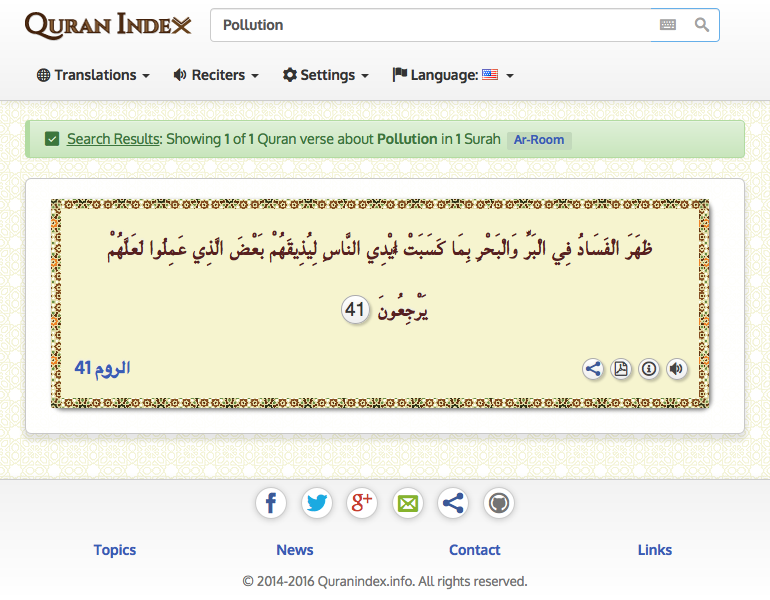 QURAN INDEX
Pollution
Translations Reciters Settings Language:
Search Results: Showing 1 of 1 Quran verse about Pollution in 1 Surah Ar-Room
ظَهَرَ الْفَسَادُ فِي الْبَرِّ وَالْبَحْرِ بِمَا كَسَبَتْ أَيْدِي النَّاسِ لِيُذِيقَهُمْ بَعْضَ الَّذِي عَمِلُوا لَعَلَّهُمْ
يَرْجِعُونَ 41
الروم 41
Topics News Contact Links
© 2014-2016 Quranindex.info. All rights reserved.